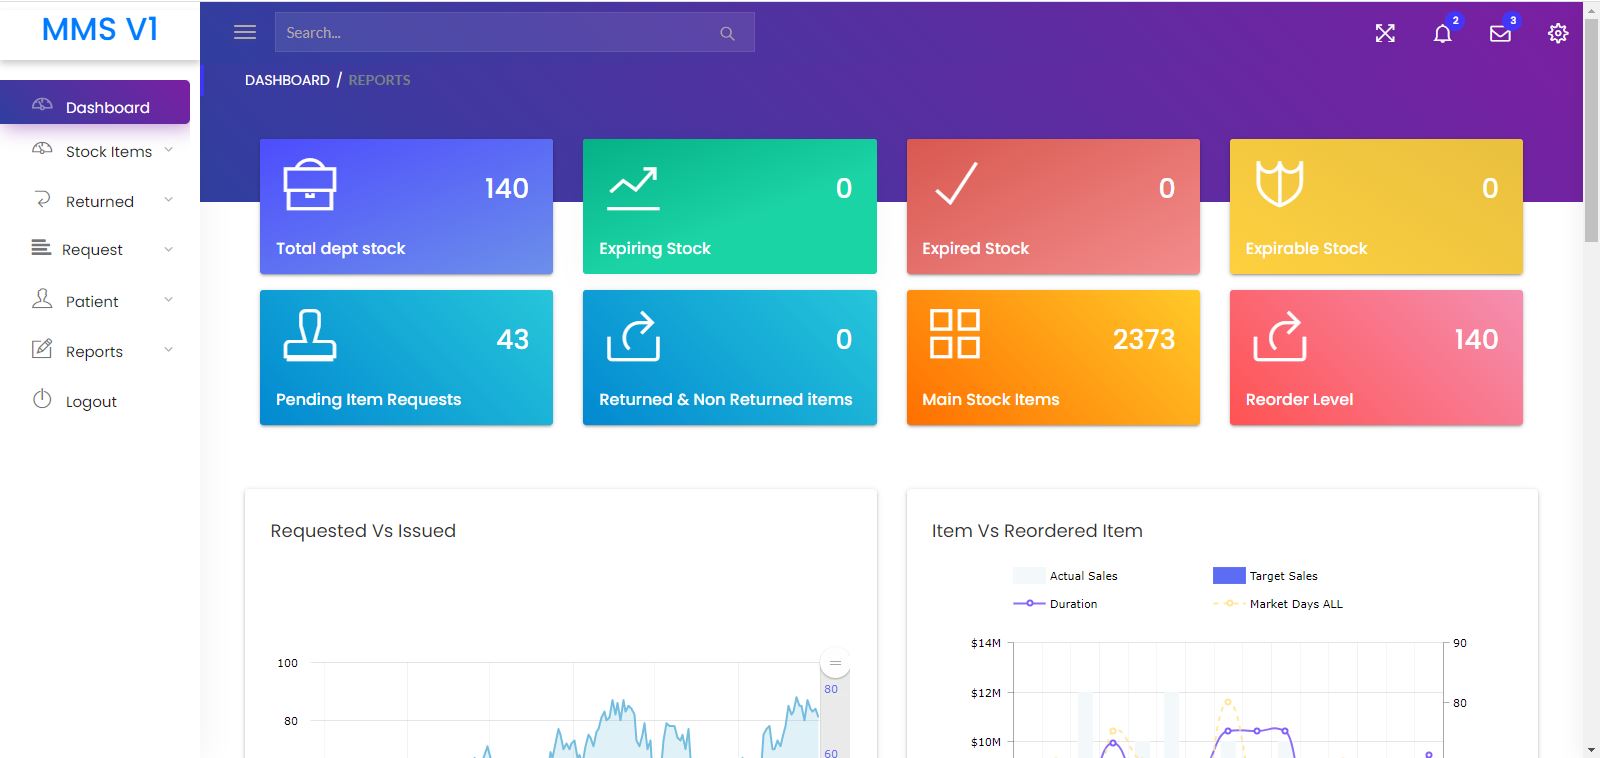 MMS V1
Search...
2
3
DASHBOARD / REPORTS
Dashboard
Stock Items
Returned
Request
Patient
Reports
Logout
140
Total dept stock
0
Expiring Stock
0
Expired Stock
0
Expirable Stock
43
Pending Item Requests
0
Returned & Non Returned items
2373
Main Stock Items
140
Reorder Level
Requested Vs Issued
100
80
80
60
Item Vs Reordered Item
Actual Sales
Target Sales
Duration
Market Days ALL
$14M
90
$12M
80
$10M